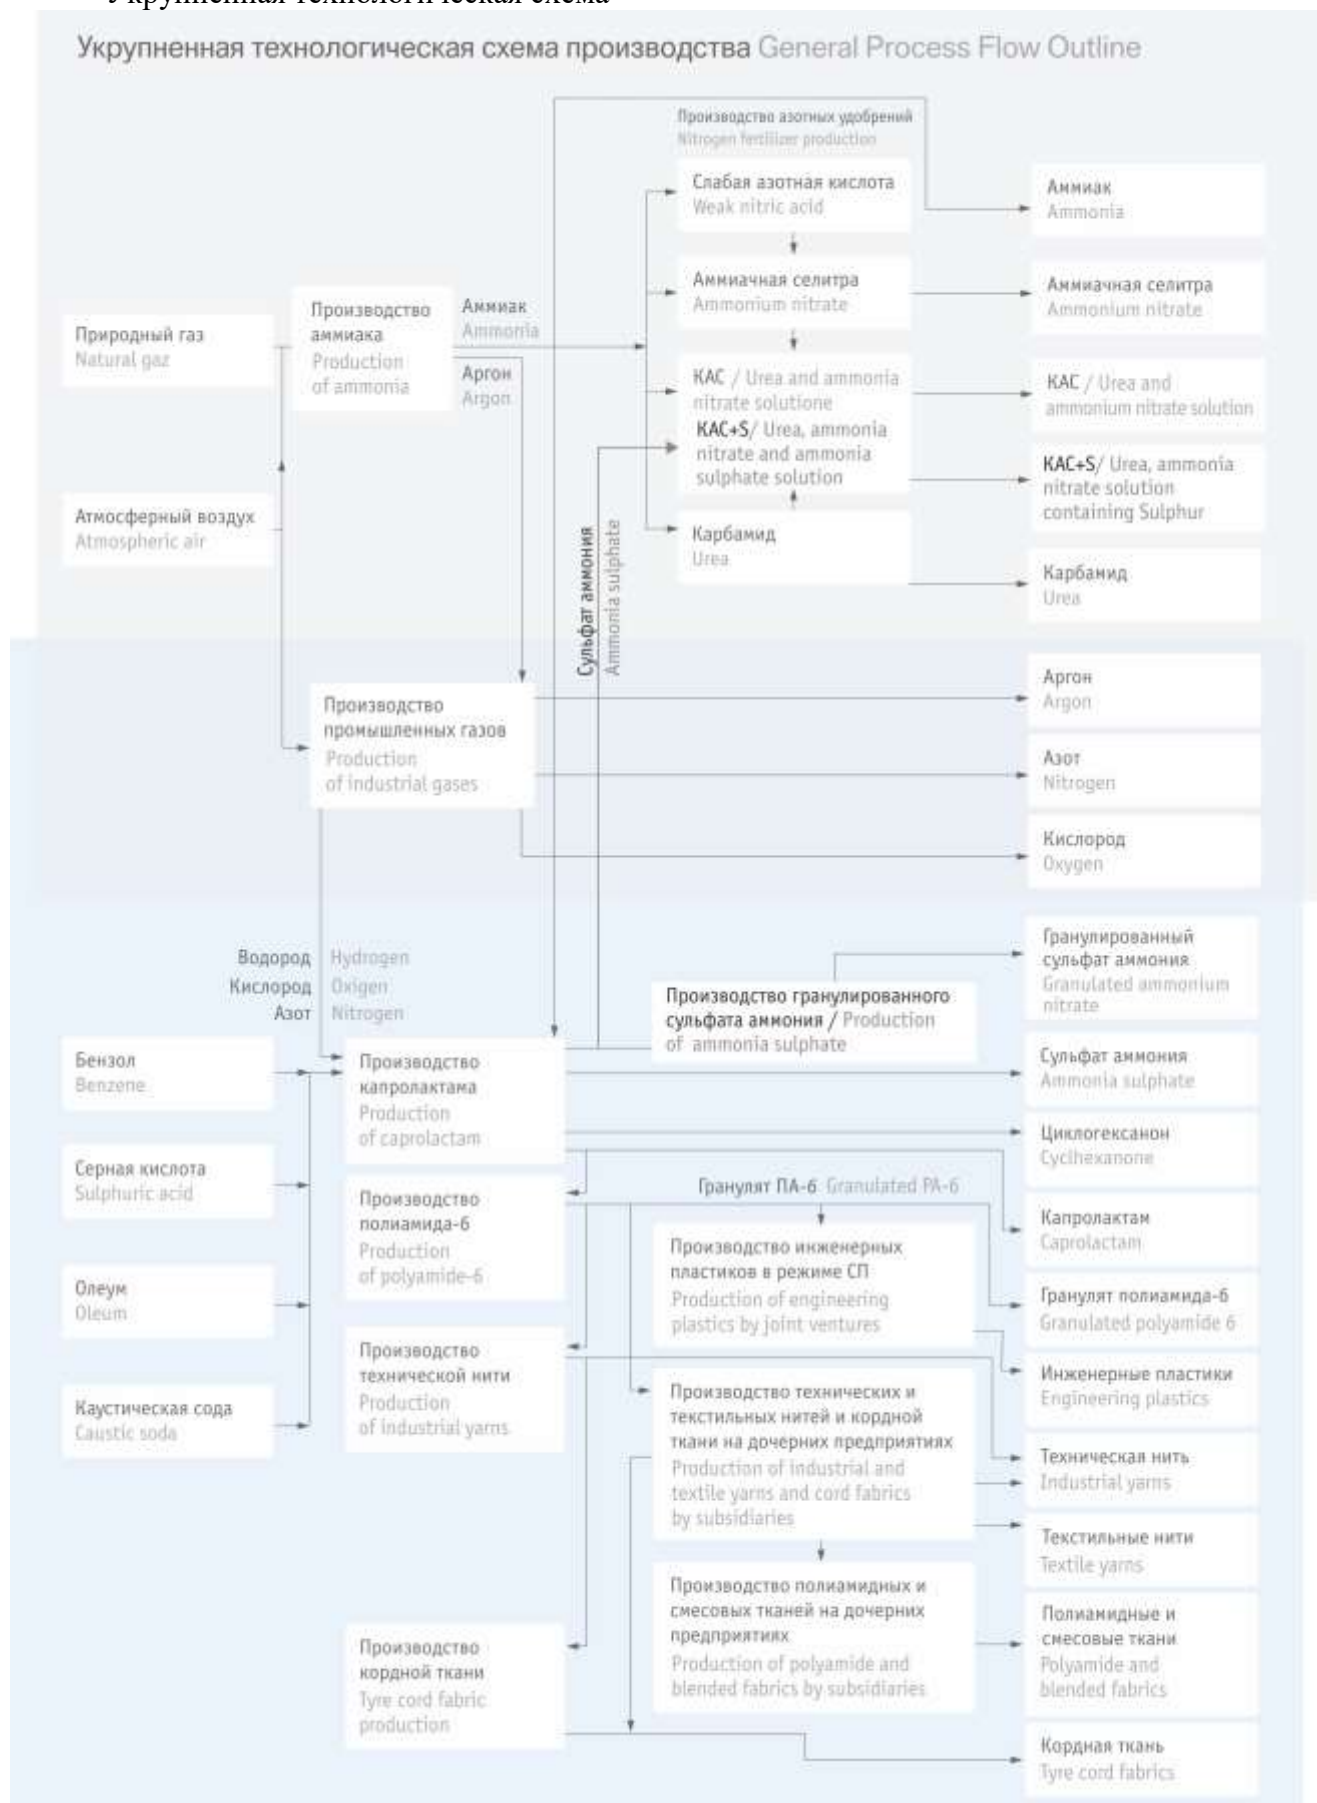 Укрупненная технологическая схема
Укрупненная технологическая схема производства General Process Flow Outline
Производство азотных удобрений
Nitrogen fertilizer production
Слабая азотная кислота
Weak nitric acid
Аммиак
Ammonia
Аммиачная селитра
Ammonium nitrate
Аммиачная селитра
Ammonium nitrate
Природный газ
Natural gaz
Производство
аммиака
Production
of ammonia
Аммиак
Ammonia
Аргон
Argon
КАС / Urea and ammonia
nitrate solutione
КАС+S/ Urea, ammonia
nitrate and ammonia
sulphate solution
КАС / Urea and
ammonium nitrate solution
КАС+S/ Urea, ammonia
nitrate solution
containing Sulphur
Атмосферный воздух
Atmospheric air
Сульфат аммония
Ammonia sulphate
Карбамид
Urea
Карбамид
Urea
Производство
промышленных газов
Production
of industrial gases
Аргон
Argon
Азот
Nitrogen
Кислород
Oxygen
Водород Hydrogen
Кислород Oxigen
Азот Nitrogen
Производство гранулированного
сульфата аммония / Production
of ammonia sulphate
Гранулированный
сульфат аммония
Granulated ammonium
nitrate
Бензол
Benzene
Производство
капролактама
Production
of caprolactam
Сульфат аммония
Ammonia sulphate
Циклогексанон
Cyclhexanone
Серная кислота
Sulphuric acid
Производство
полиамида-6
Production
of polyamide-6
Гранулят ПА-6 Granulated PA-6
Капролактам
Caprolactam
Производство инженерных
пластиков в режиме СП
Production of engineering
plastics by joint ventures
Олеум
Oleum
Гранулят полиамида-6
Granulated polyamide 6
Производство
технической нити
Production
of industrial yarns
Инженерные пластики
Engineering plastics
Каустическая сода
Caustic soda
Производство технических и
текстильных нитей и кордной
ткани на дочерних предприятиях
Production of industrial and
textile yarns and cord fabrics
by subsidiaries
Техническая нить
Industrial yarns
Текстильные нити
Textile yarns
Производство полиамидных и
смесовых тканей на дочерних
предприятиях
Production of polyamide and
blended fabrics by subsidiaries
Полиамидные и
смесовые ткани
Polyamide and
blended fabrics
Производство
кордной ткани
Tyre cord fabric
production
Кордная ткань
Tyre cord fabrics